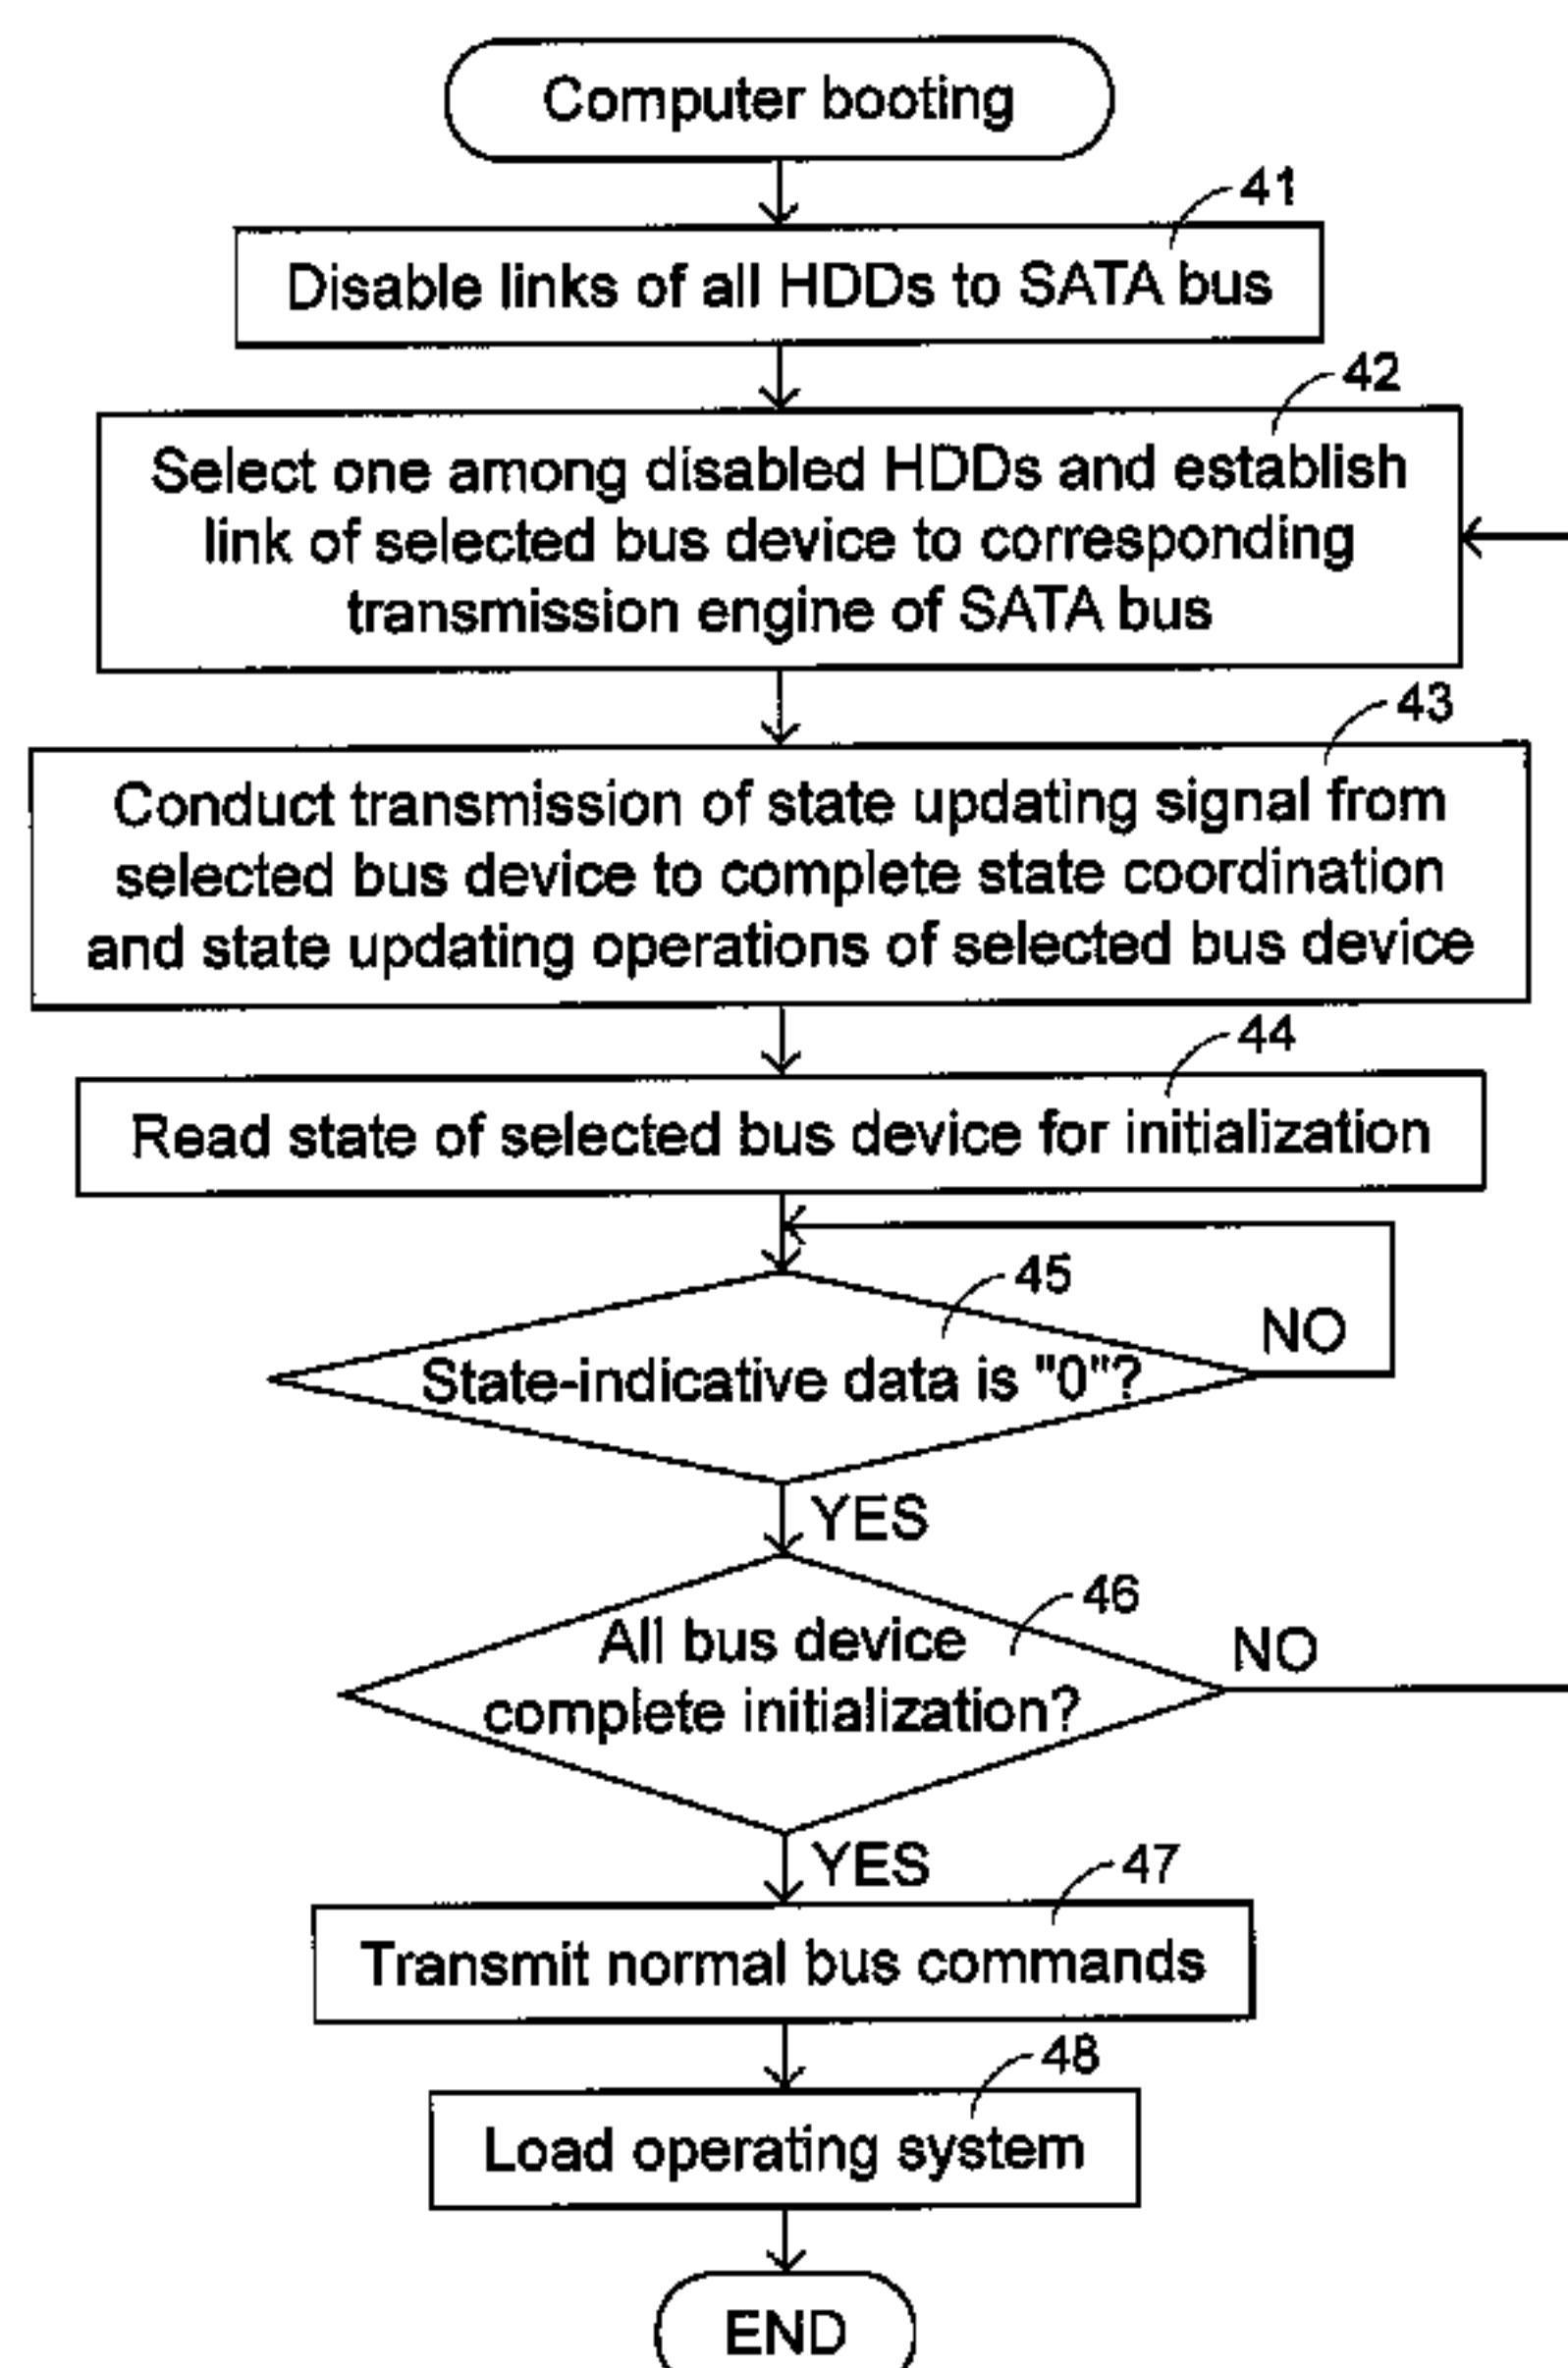 Computer booting
41
Disable links of all HDDs to SATA bus
42
Select one among disabled HDDs and establish
link of selected bus device to corresponding
transmission engine of SATA bus
43
Conduct transmission of state updating signal from
selected bus device to complete state coordination
and state updating operations of selected bus device
44
Read state of selected bus device for initialization
45
State-indicative data is "0"?
NO
YES
46
All bus device
complete initialization?
NO
YES
47
Transmit normal bus commands
48
Load operating system
END